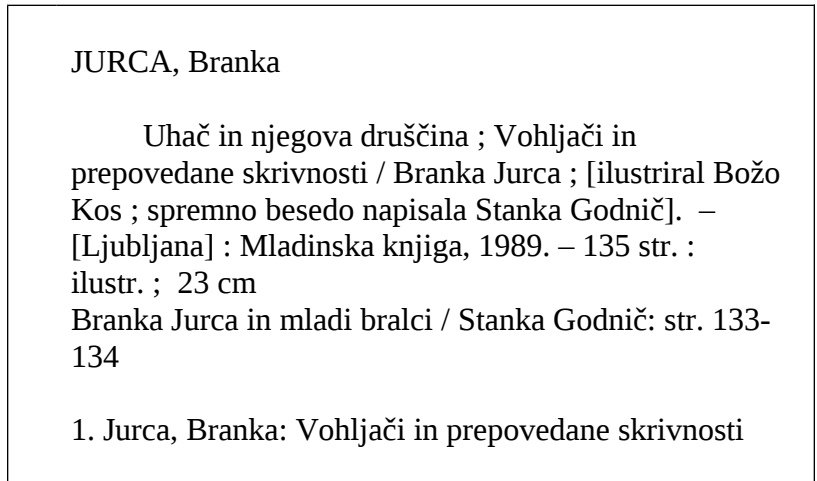 JURCA, Branka
Uhač in njegova druščina ; Vohljači in
prepovedane skrivnosti / Branka Jurca ; [ilustriral Božo
Kos ; spremno besedo napisala Stanka Godnič].  –
[Ljubljana] : Mladinska knjiga, 1989. – 135 str. :
ilustr. ;  23 cm
Branka Jurca in mladi bralci / Stanka Godnič: str. 133-
134
1. Jurca, Branka: Vohljači in prepovedane skrivnosti